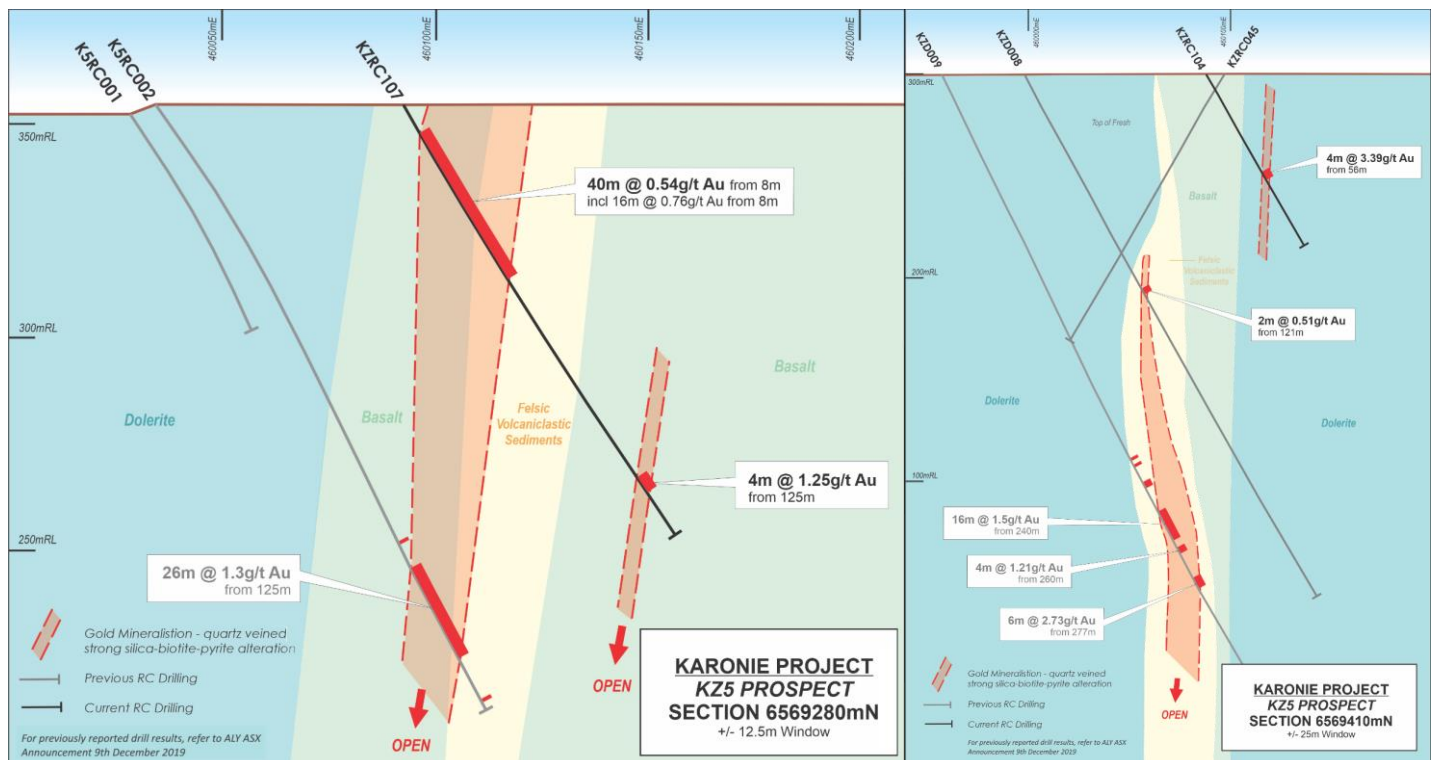 460050mE
460100mE
460150mE
460200mE
K5RC001
K5RC002
KZRC107
350mRL
300mRL
250mRL
40m @ 0.54g/t Au from 8m
incl 16m @ 0.76g/t Au from 8m
Dolerite
Basalt
Felsic
Volcaniclastic
Sediments
Basalt
4m @ 1.25g/t Au
from 125m
26m @ 1.3g/t Au
from 125m
Gold Mineralistion - quartz veined
strong silica-biotite-pyrite alteration
Previous RC Drilling
Current RC Drilling
For previously reported drill results, refer to ALY ASX
Announcement 9th December 2019
OPEN
OPEN
KARONIE PROJECT
KZ5 PROSPECT
SECTION 6569280mN
+/- 12.5m Window
KZD009
KZD008
460000mE
KZRC104
460100mE
KZRC045
300mRL
200mRL
100mRL
Top of Fresh
4m @ 3.39g/t Au
from 56m
Basalt
Felsic
Volcaniclastic
Sediments
2m @ 0.51g/t Au
from 121m
Dolerite
Dolerite
16m @ 1.5g/t Au
from 240m
4m @ 1.21g/t Au
from 260m
6m @ 2.73g/t Au
from 277m
Gold Mineralistion - quartz veined
strong silica-biotite-pyrite alteration
Previous RC Drilling
Current RC Drilling
For previously reported drill results, refer to ALY ASX
Announcement 9th December 2019
OPEN
KARONIE PROJECT
KZ5 PROSPECT
SECTION 6569410mN
+/- 25m Window